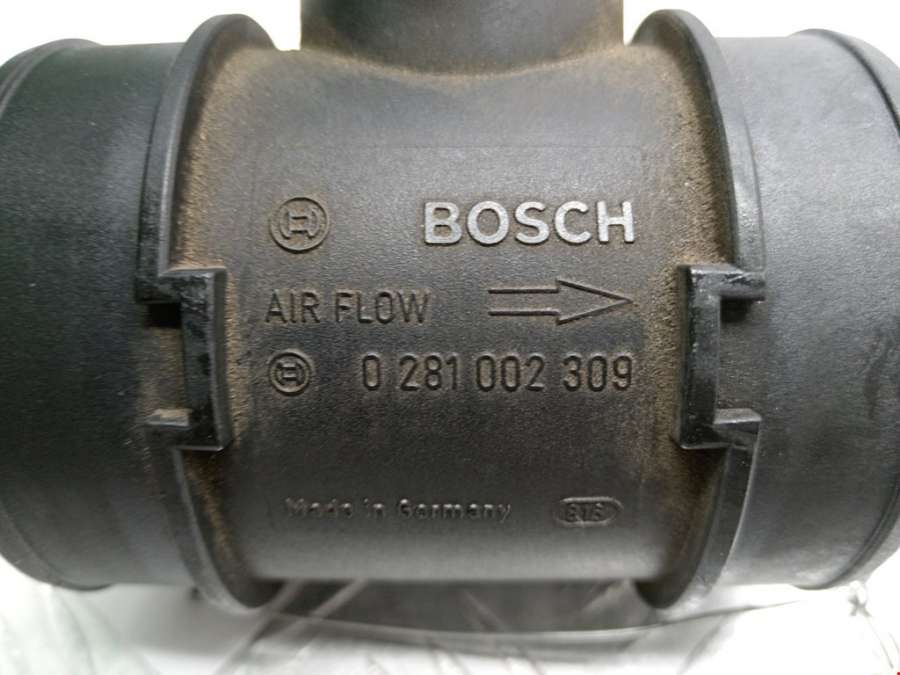 BOSCH
AIR FLOW
0 281 002 309
Made in Germany